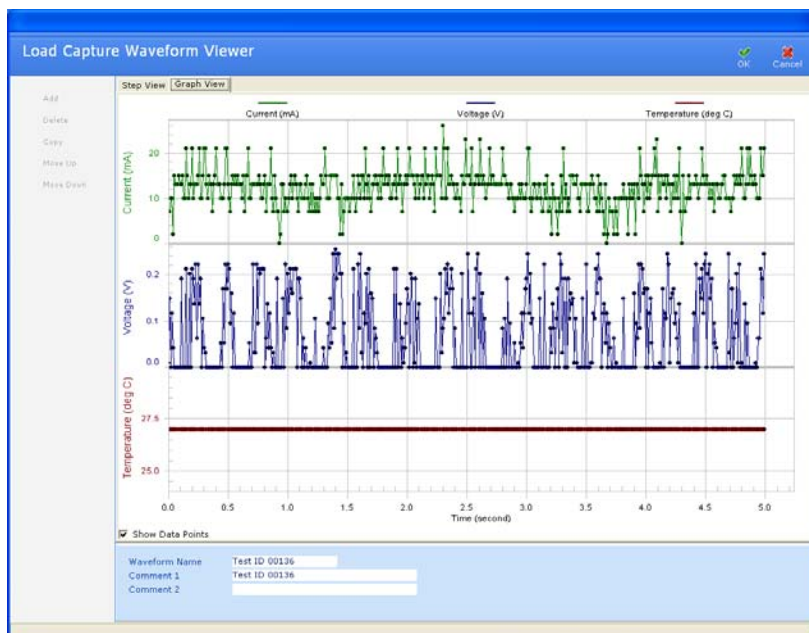 Load Capture Waveform Viewer
OK
Cancel
Add
Delete
Copy
Move Up
Move Down
Step View
Graph View
Current (mA)
Voltage (V)
Temperature (deg C)
Current (mA)
20
10
0
Voltage (V)
0.2
0.1
0.0
Temperature (deg C)
37.5
25.0
0.0 0.5 1.0 1.5 2.0 2.5 3.0 3.5 4.0 4.5 5.0
Time (second)
Show Data Points
Waveform Name Test ID 00136
Comment 1 Test ID 00136
Comment 2